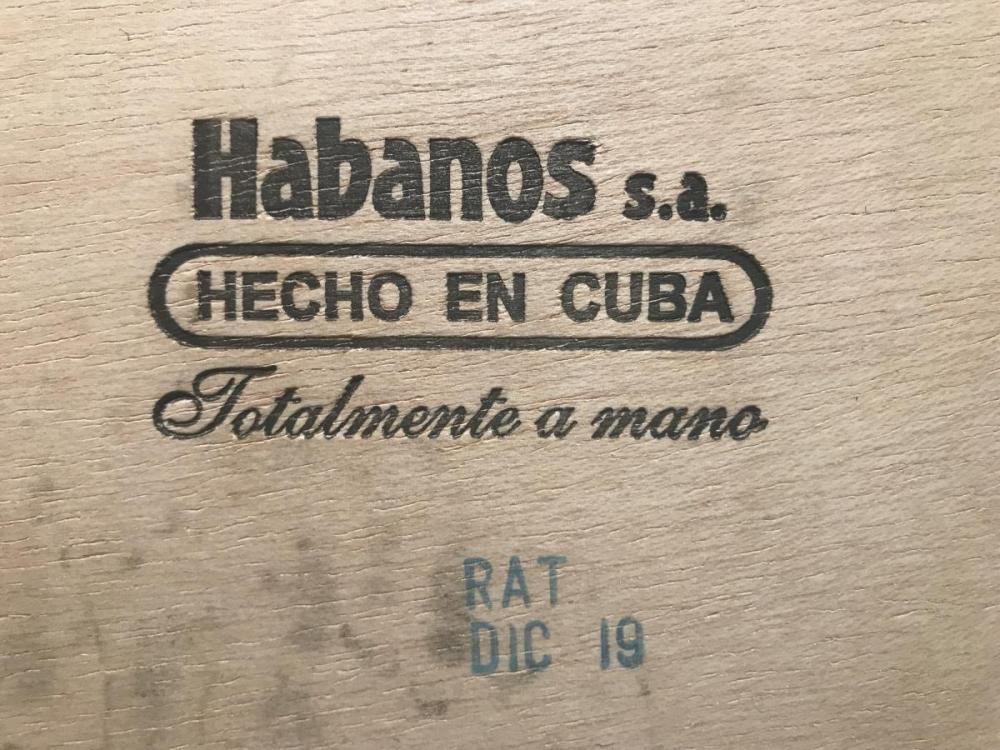 Habanos s.a.
HECHO EN CUBA
Totalmente a mano
RAT
DIC 19